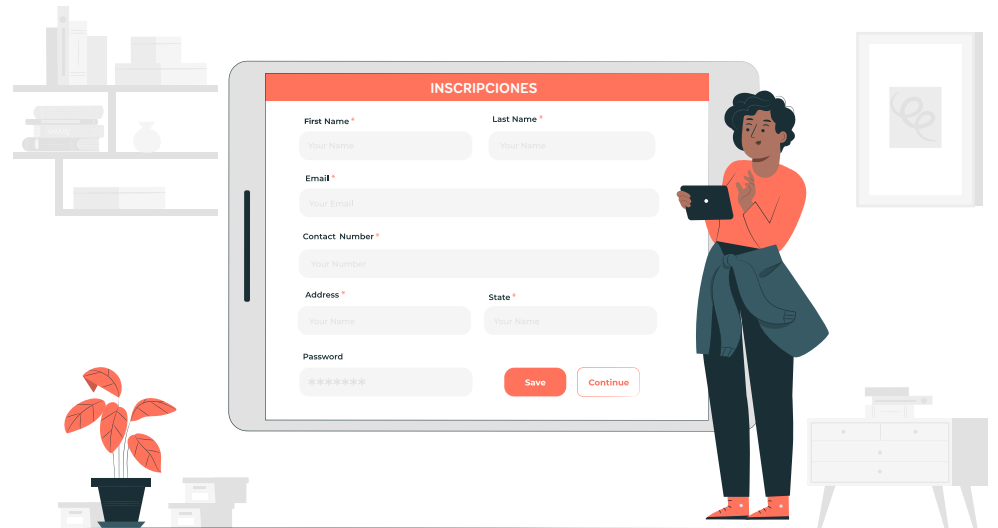 INSCRIPCIONES
First Name *
Last Name *
Your Name
Your Name
Email *
Your Email
Contact Number *
Your Number
Address *
State *
Your Name
Your Name
Password
*******
Save
Continue